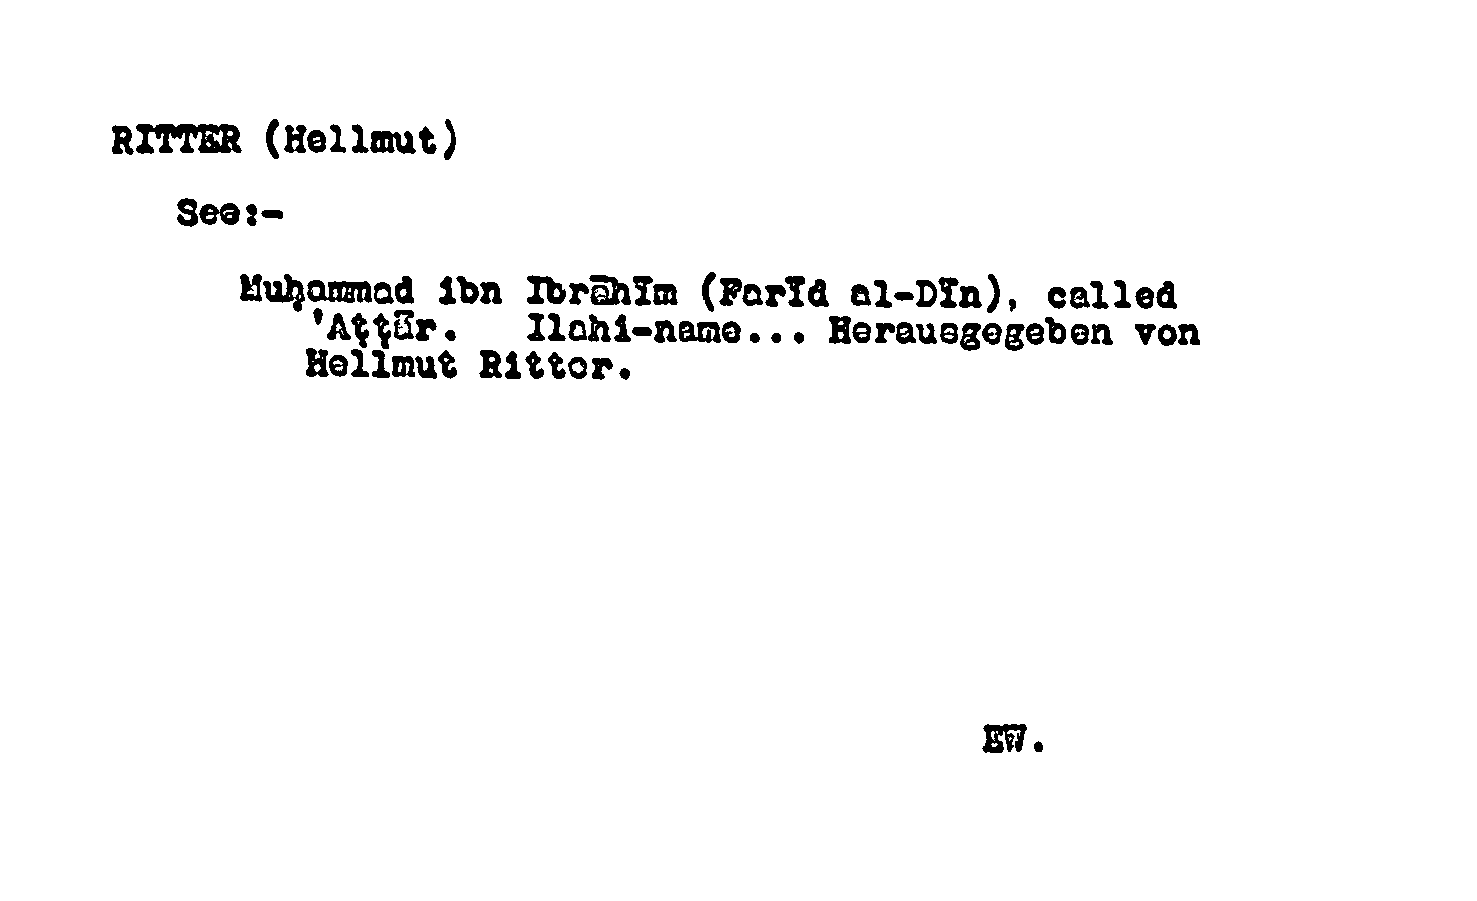 RITTER (Hellmut)
See:-
Muḥammad ibn Ibrāhīm (Farīd al-Dīn), called
'Aṭṭār. Ilahi-name... Herausgegeben von
Hellmut Ritter.
EW.